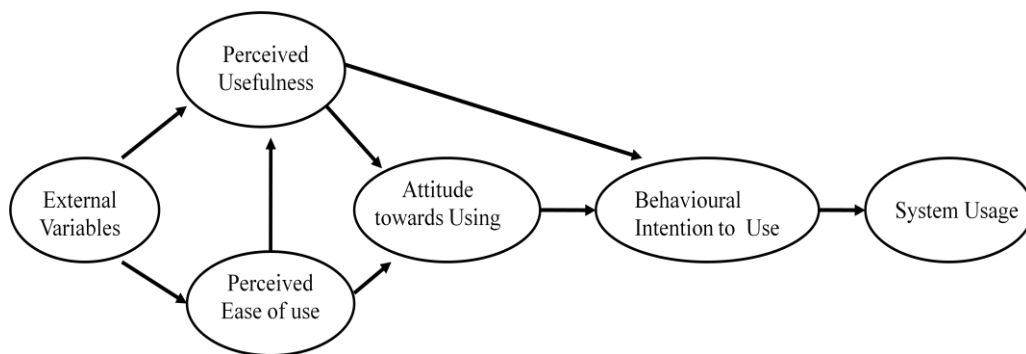 Perceived
Usefulness
External
Variables
Attitude
towards Using
Behavioural
Intention to Use
System Usage
Perceived
Ease of use